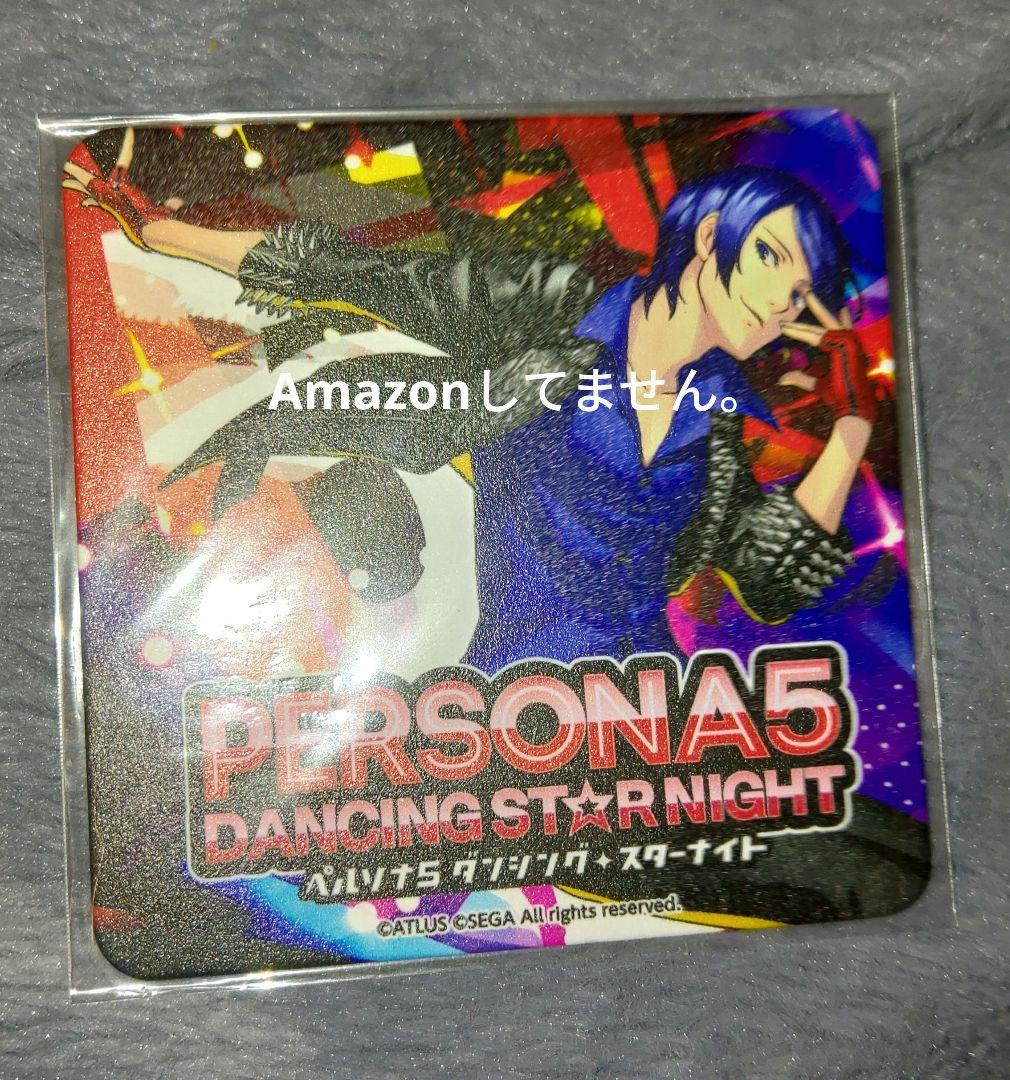 Amazonしてません。
PERSONA5
DANCING ST☆R NIGHT
ペルソナ5 ダンシング✦スターナイト
©ATLUS ©SEGA All rights reserved.